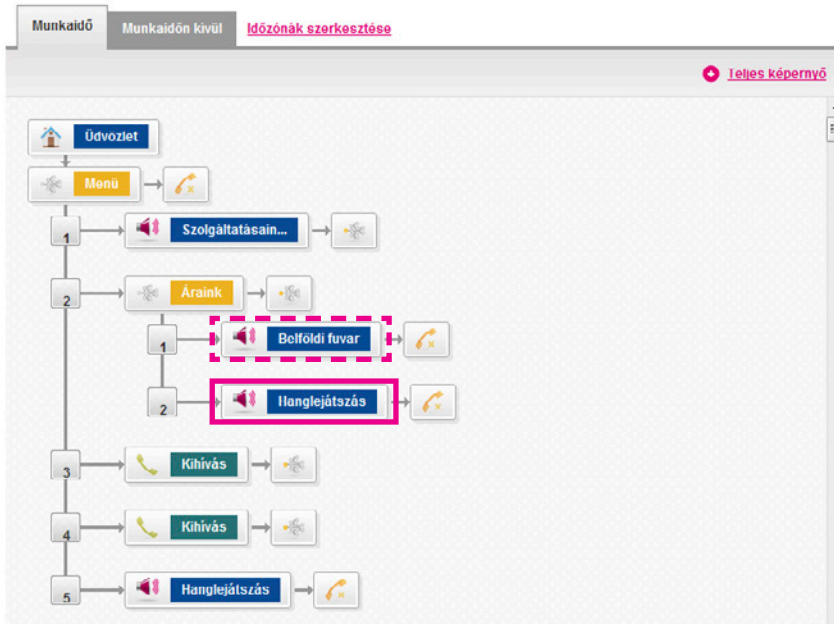 Munkaidő
Munkaidőn kívül
Időzónák szerkesztése
Teljes képernyő
Üdvözlet
Menü
1
Szolgáltatásain...
2
Áraink
1
Belföldi fuvar
2
Hanglejátszás
3
Kihívás
4
Kihívás
5
Hanglejátszás